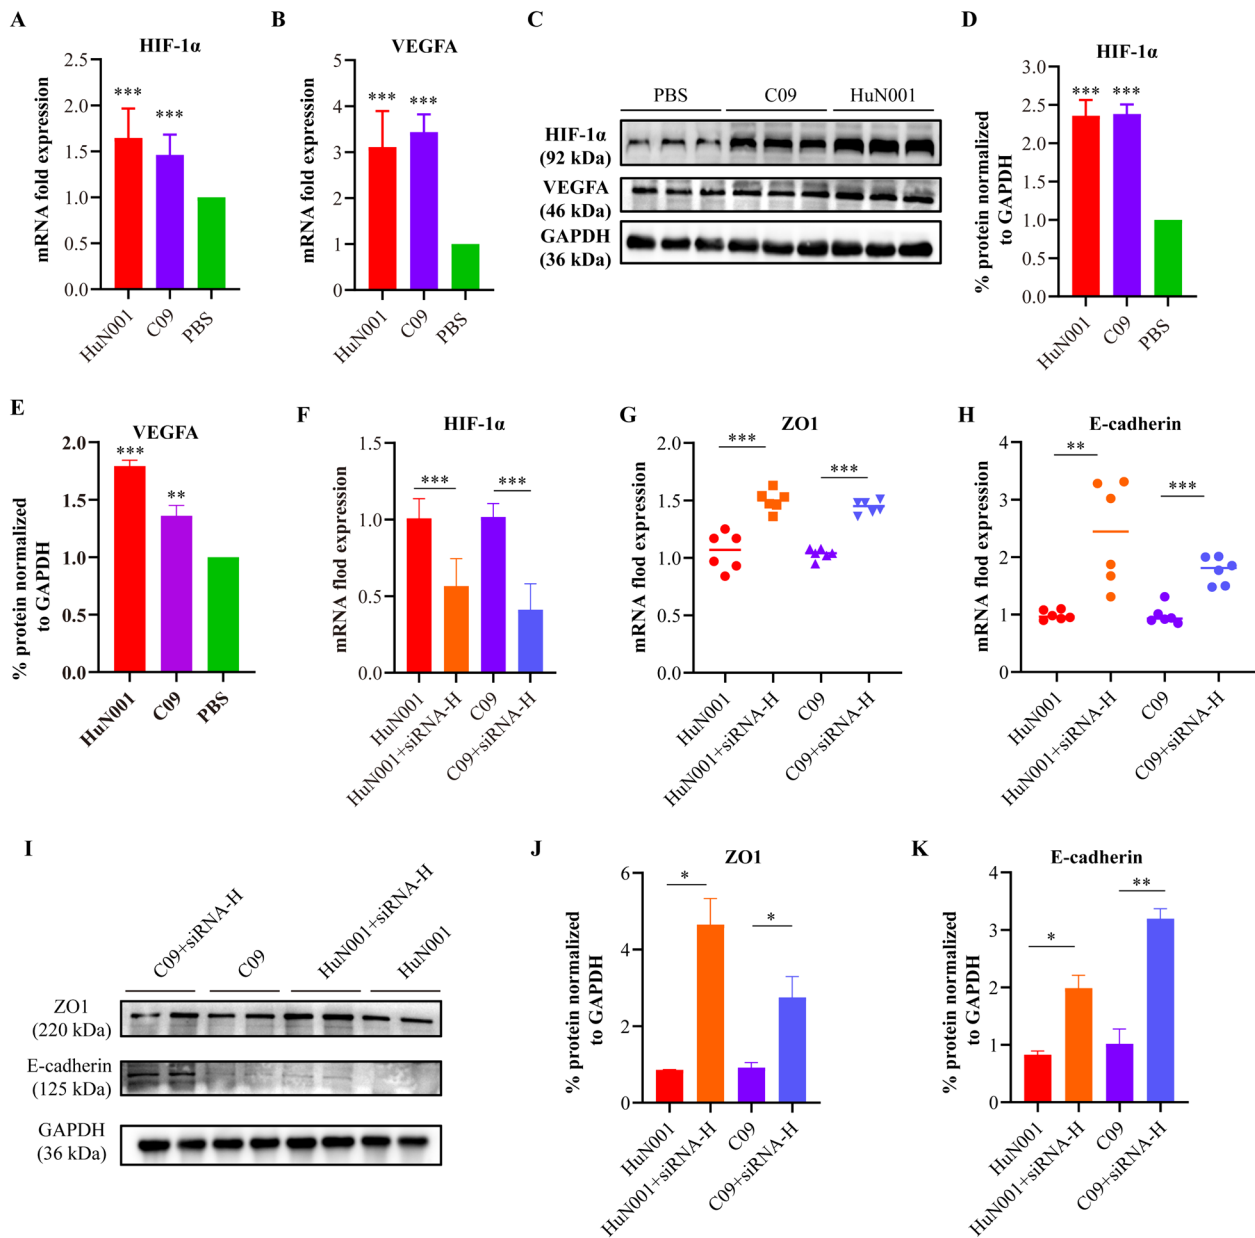 A
HIF-1α
mRNA fold expression
2.5
2.0
1.5
1.0
0.5
0.0
***
***
HuN001
C09
PBS
B
VEGFA
mRNA fold expression
5
4
3
2
1
0
***
***
HuN001
C09
PBS
C
PBS
C09
HuN001
HIF-1α
(92 kDa)
VEGFA
(46 kDa)
GAPDH
(36 kDa)
D
HIF-1α
% protein normalized
to GAPDH
3.0
2.5
2.0
1.5
1.0
0.5
0.0
***
***
HuN001
C09
PBS
E
VEGFA
% protein normalized
to GAPDH
2.0
1.5
1.0
0.5
0.0
***
**
HuN001
C09
PBS
F
HIF-1α
mRNA flod expression
1.5
1.0
0.5
0.0
***
***
HuN001
HuN001+siRNA-H
C09
C09+siRNA-H
G
ZO1
mRNA flod expression
2.0
1.5
1.0
0.5
0.0
***
***
HuN001
HuN001+siRNA-H
C09
C09+siRNA-H
H
E-cadherin
mRNA flod expression
4
3
2
1
0
**
***
HuN001
HuN001+siRNA-H
C09
C09+siRNA-H
I
C09+siRNA-H
C09
HuN001+siRNA-H
HuN001
ZO1
(220 kDa)
E-cadherin
(125 kDa)
GAPDH
(36 kDa)
J
ZO1
% protein normalized
to GAPDH
6
4
2
0
*
*
HuN001
HuN001+siRNA-H
C09
C09+siRNA-H
K
E-cadherin
% protein normalized
to GAPDH
4
3
2
1
0
*
**
HuN001
HuN001+siRNA-H
C09
C09+siRNA-H